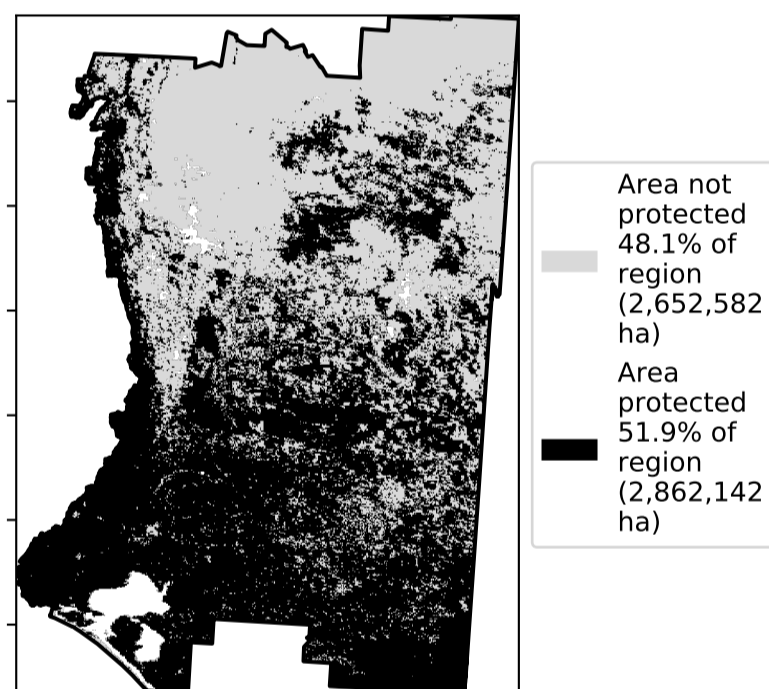 Area not
protected
48.1% of
region
(2,652,582
ha)
Area
protected
51.9% of
region
(2,862,142
ha)